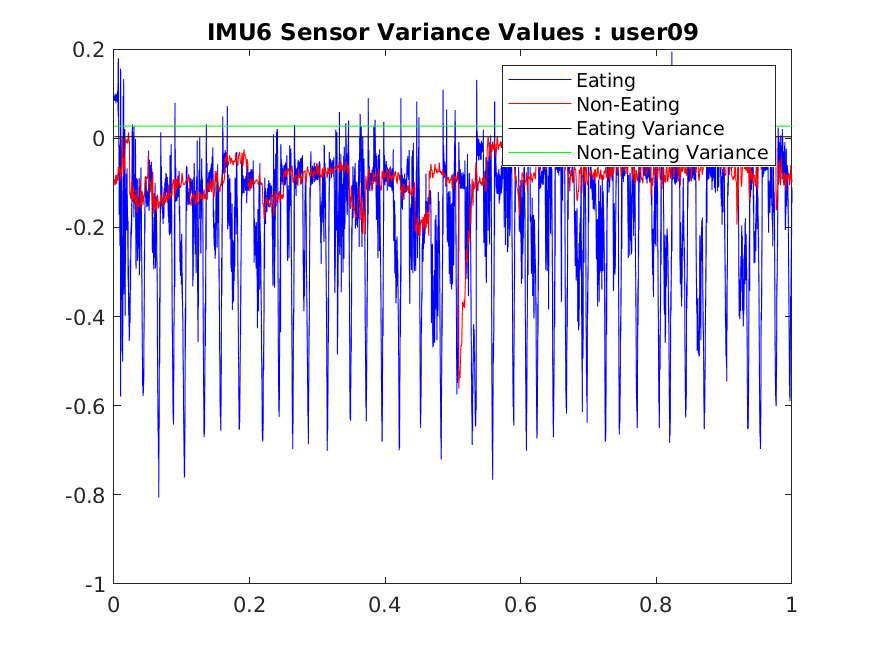 IMU6 Sensor Variance Values : user09
0.2
0
-0.2
-0.4
-0.6
-0.8
-1
Eating
Non-Eating
Eating Variance
Non-Eating Variance
0 0.2 0.4 0.6 0.8 1